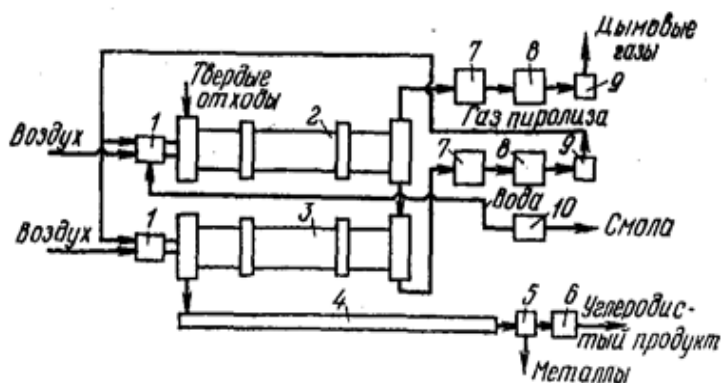 Дымовые
газы
7
8
9
Твердые
отходы
1
2
Газ пиролиза
Воздух
7
8
9
Вода
10
Смола
3
Воздух
1
4
5
6
Углеродис-
тый продукт
Металлы